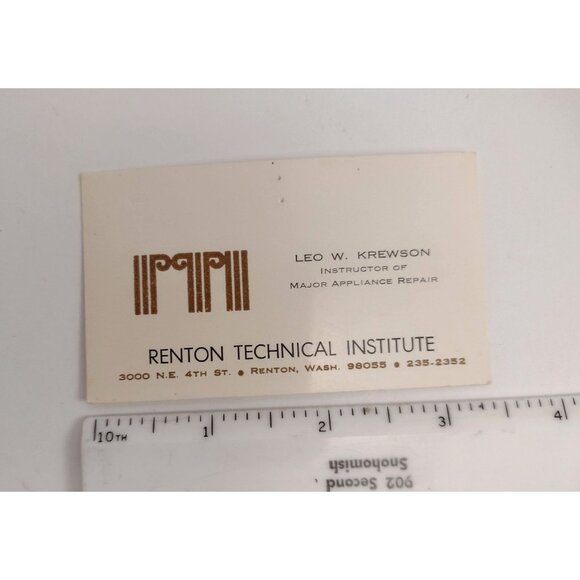 LEO W. KREWSON
INSTRUCTOR OF
MAJOR APPLIANCE REPAIR
RENTON TECHNICAL INSTITUTE
3000 N.E. 4TH ST. • RENTON, WASH. 98055 • 235-2352
10TH 1 2 3 4
902 Second
Snohomish